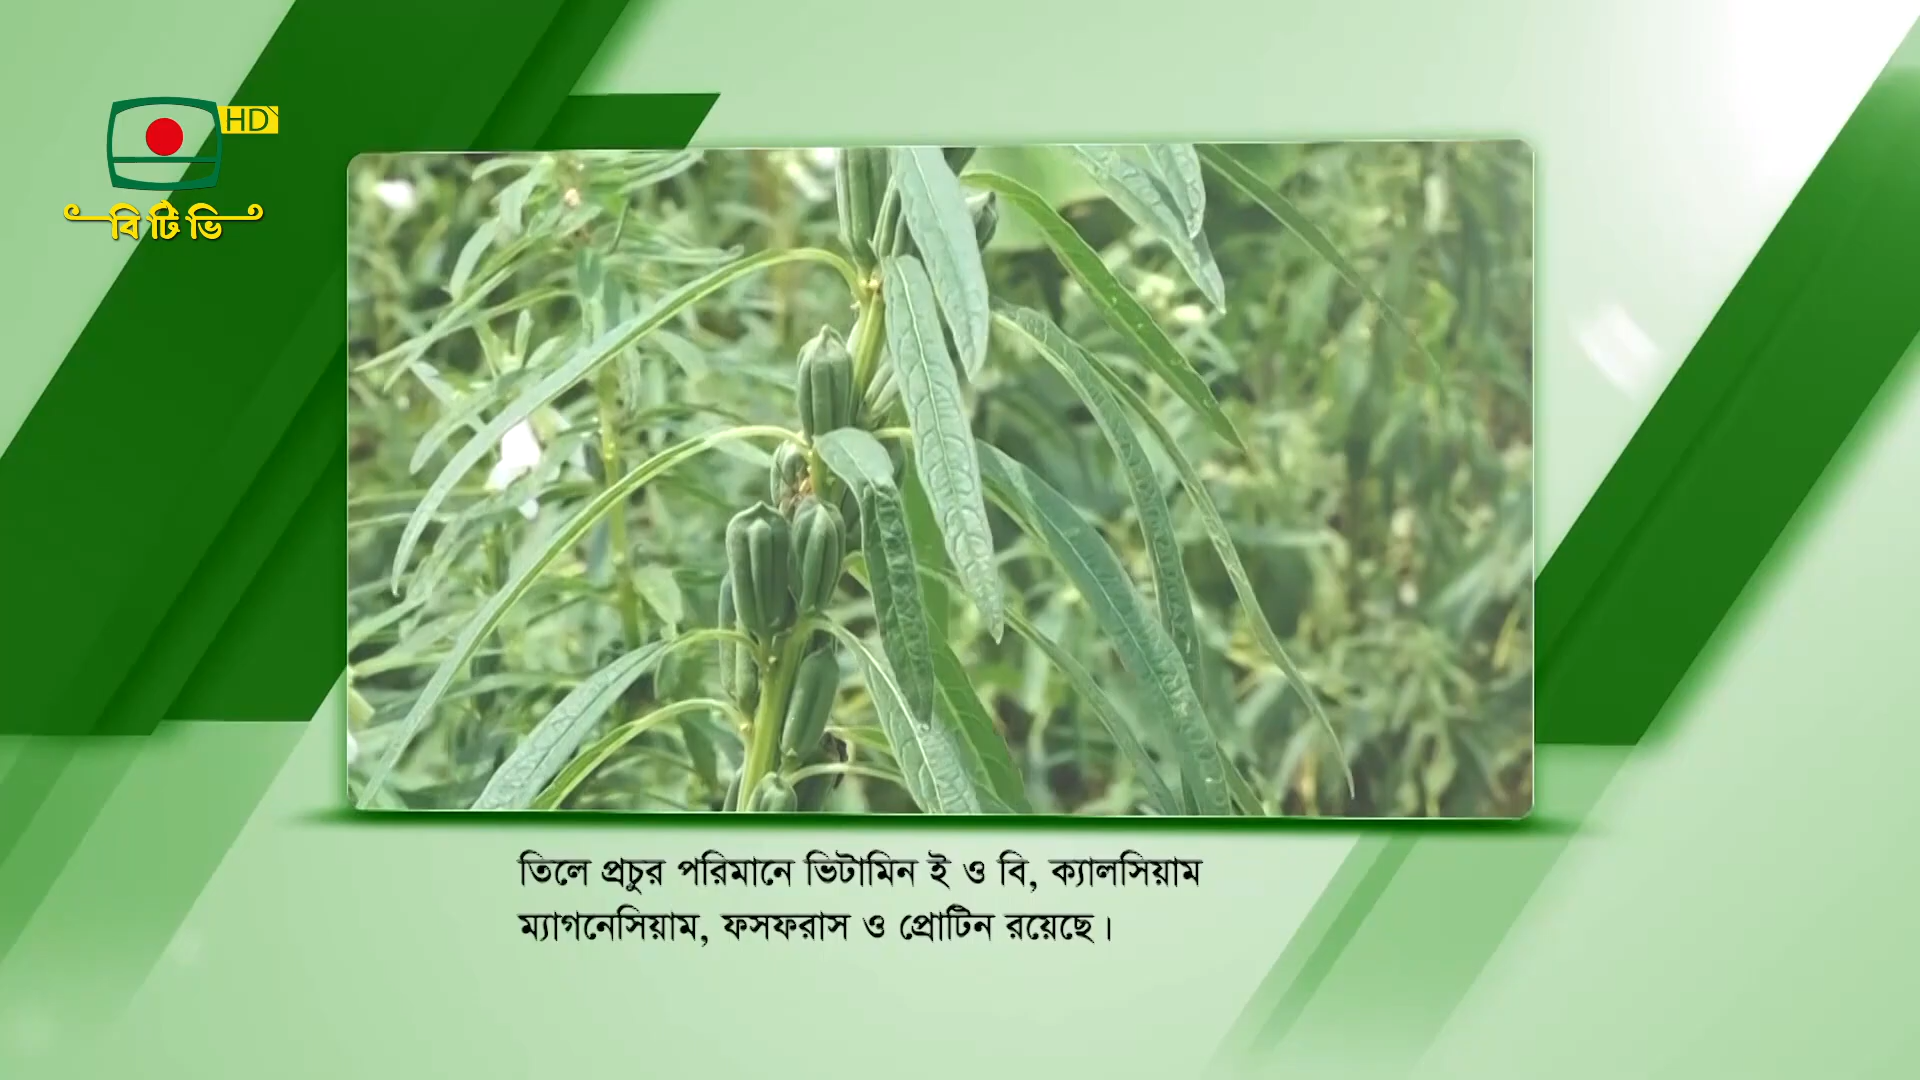 HD
বি টি ভি
তিলে প্রচুর পরিমানে ভিটামিন ই ও বি, ক্যালসিয়াম
ম্যাগনেসিয়াম, ফসফরাস ও প্রোটিন রয়েছে।